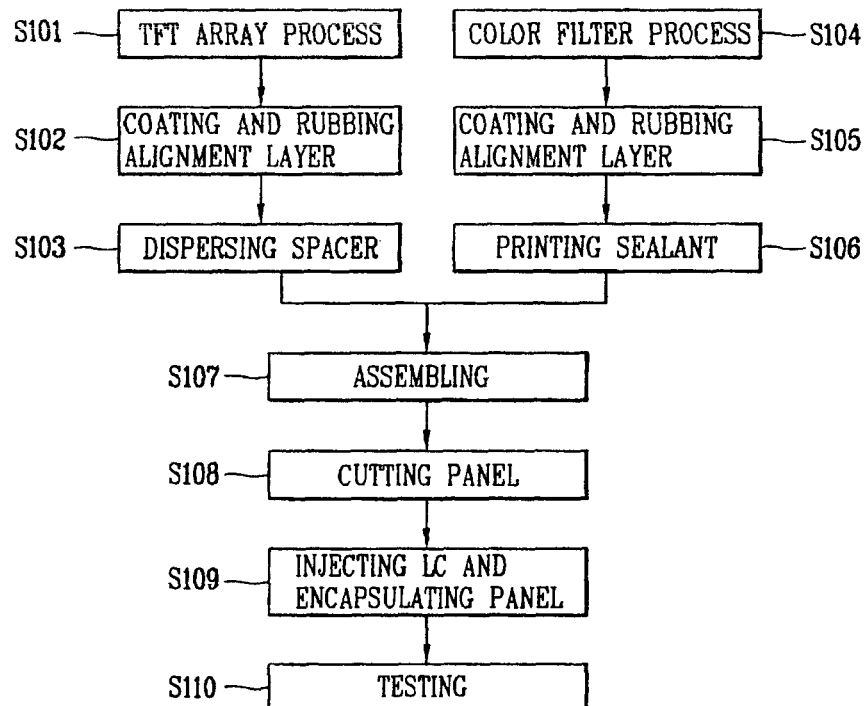 S101 TFT ARRAY PROCESS
COLOR FILTER PROCESS S104
S102 COATING AND RUBBING
ALIGNMENT LAYER
COATING AND RUBBING
ALIGNMENT LAYER S105
S103 DISPERSING SPACER
PRINTING SEALANT S106
S107 ASSEMBLING
S108 CUTTING PANEL
S109 INJECTING LC AND
ENCAPSULATING PANEL
S110 TESTING